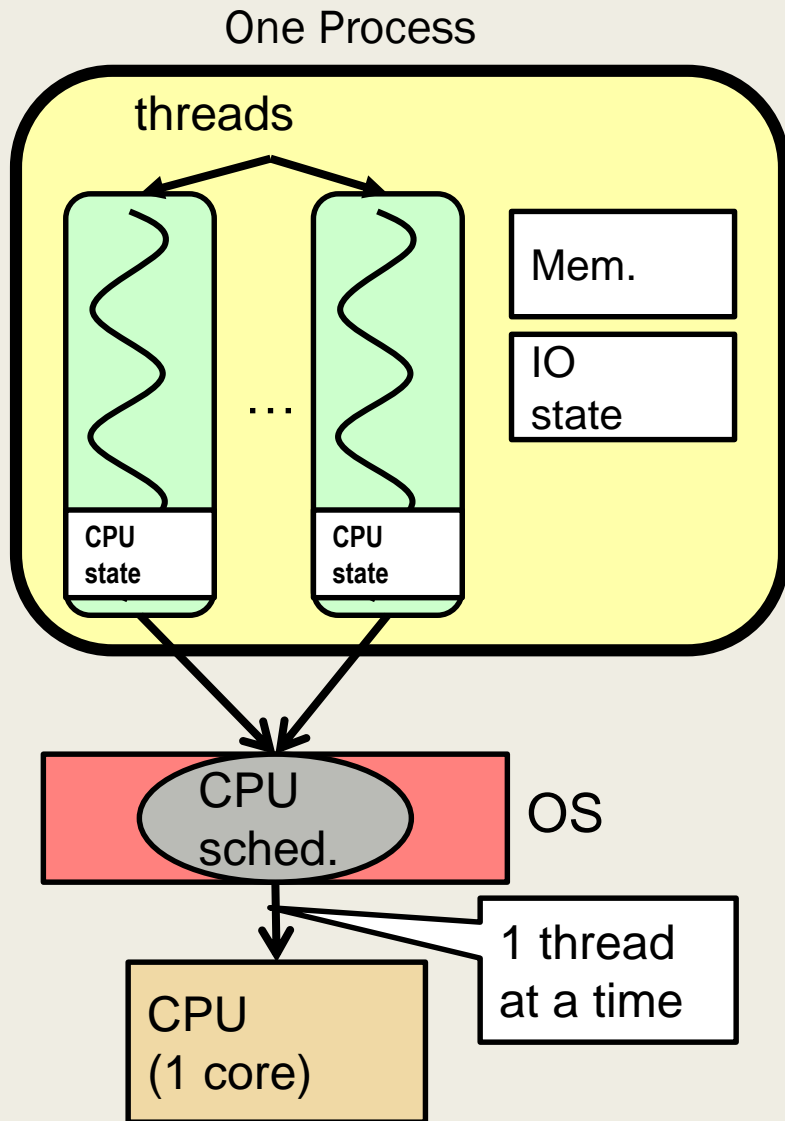 One Process
threads
Mem.
IO
state
…
CPU
state
CPU
state
CPU
sched.
OS
1 thread
at a time
CPU
(1 core)